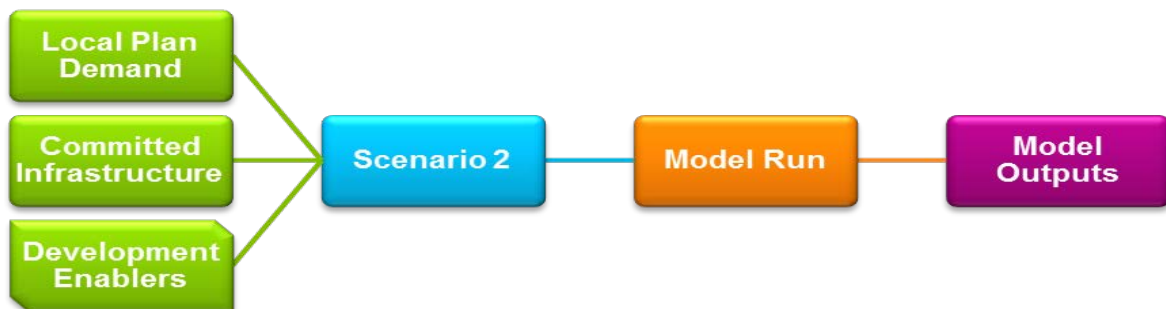 Local Plan
Demand
Committed
Infrastructure
Development
Enablers
Scenario 2
Model Run
Model
Outputs